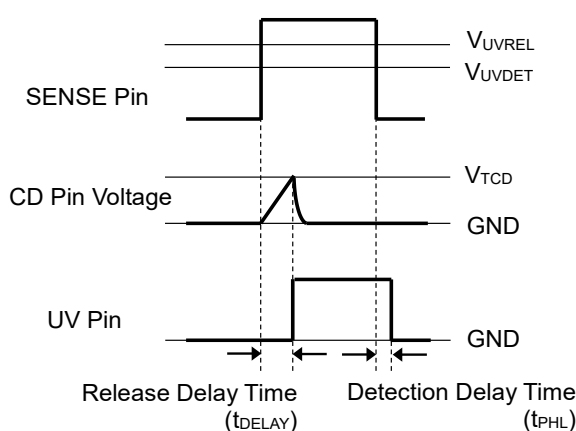 VUVREL
VUVDET
SENSE Pin
VTCD
CD Pin Voltage
GND
UV Pin
GND
Release Delay Time
(tDELAY)
Detection Delay Time
(tPHL)